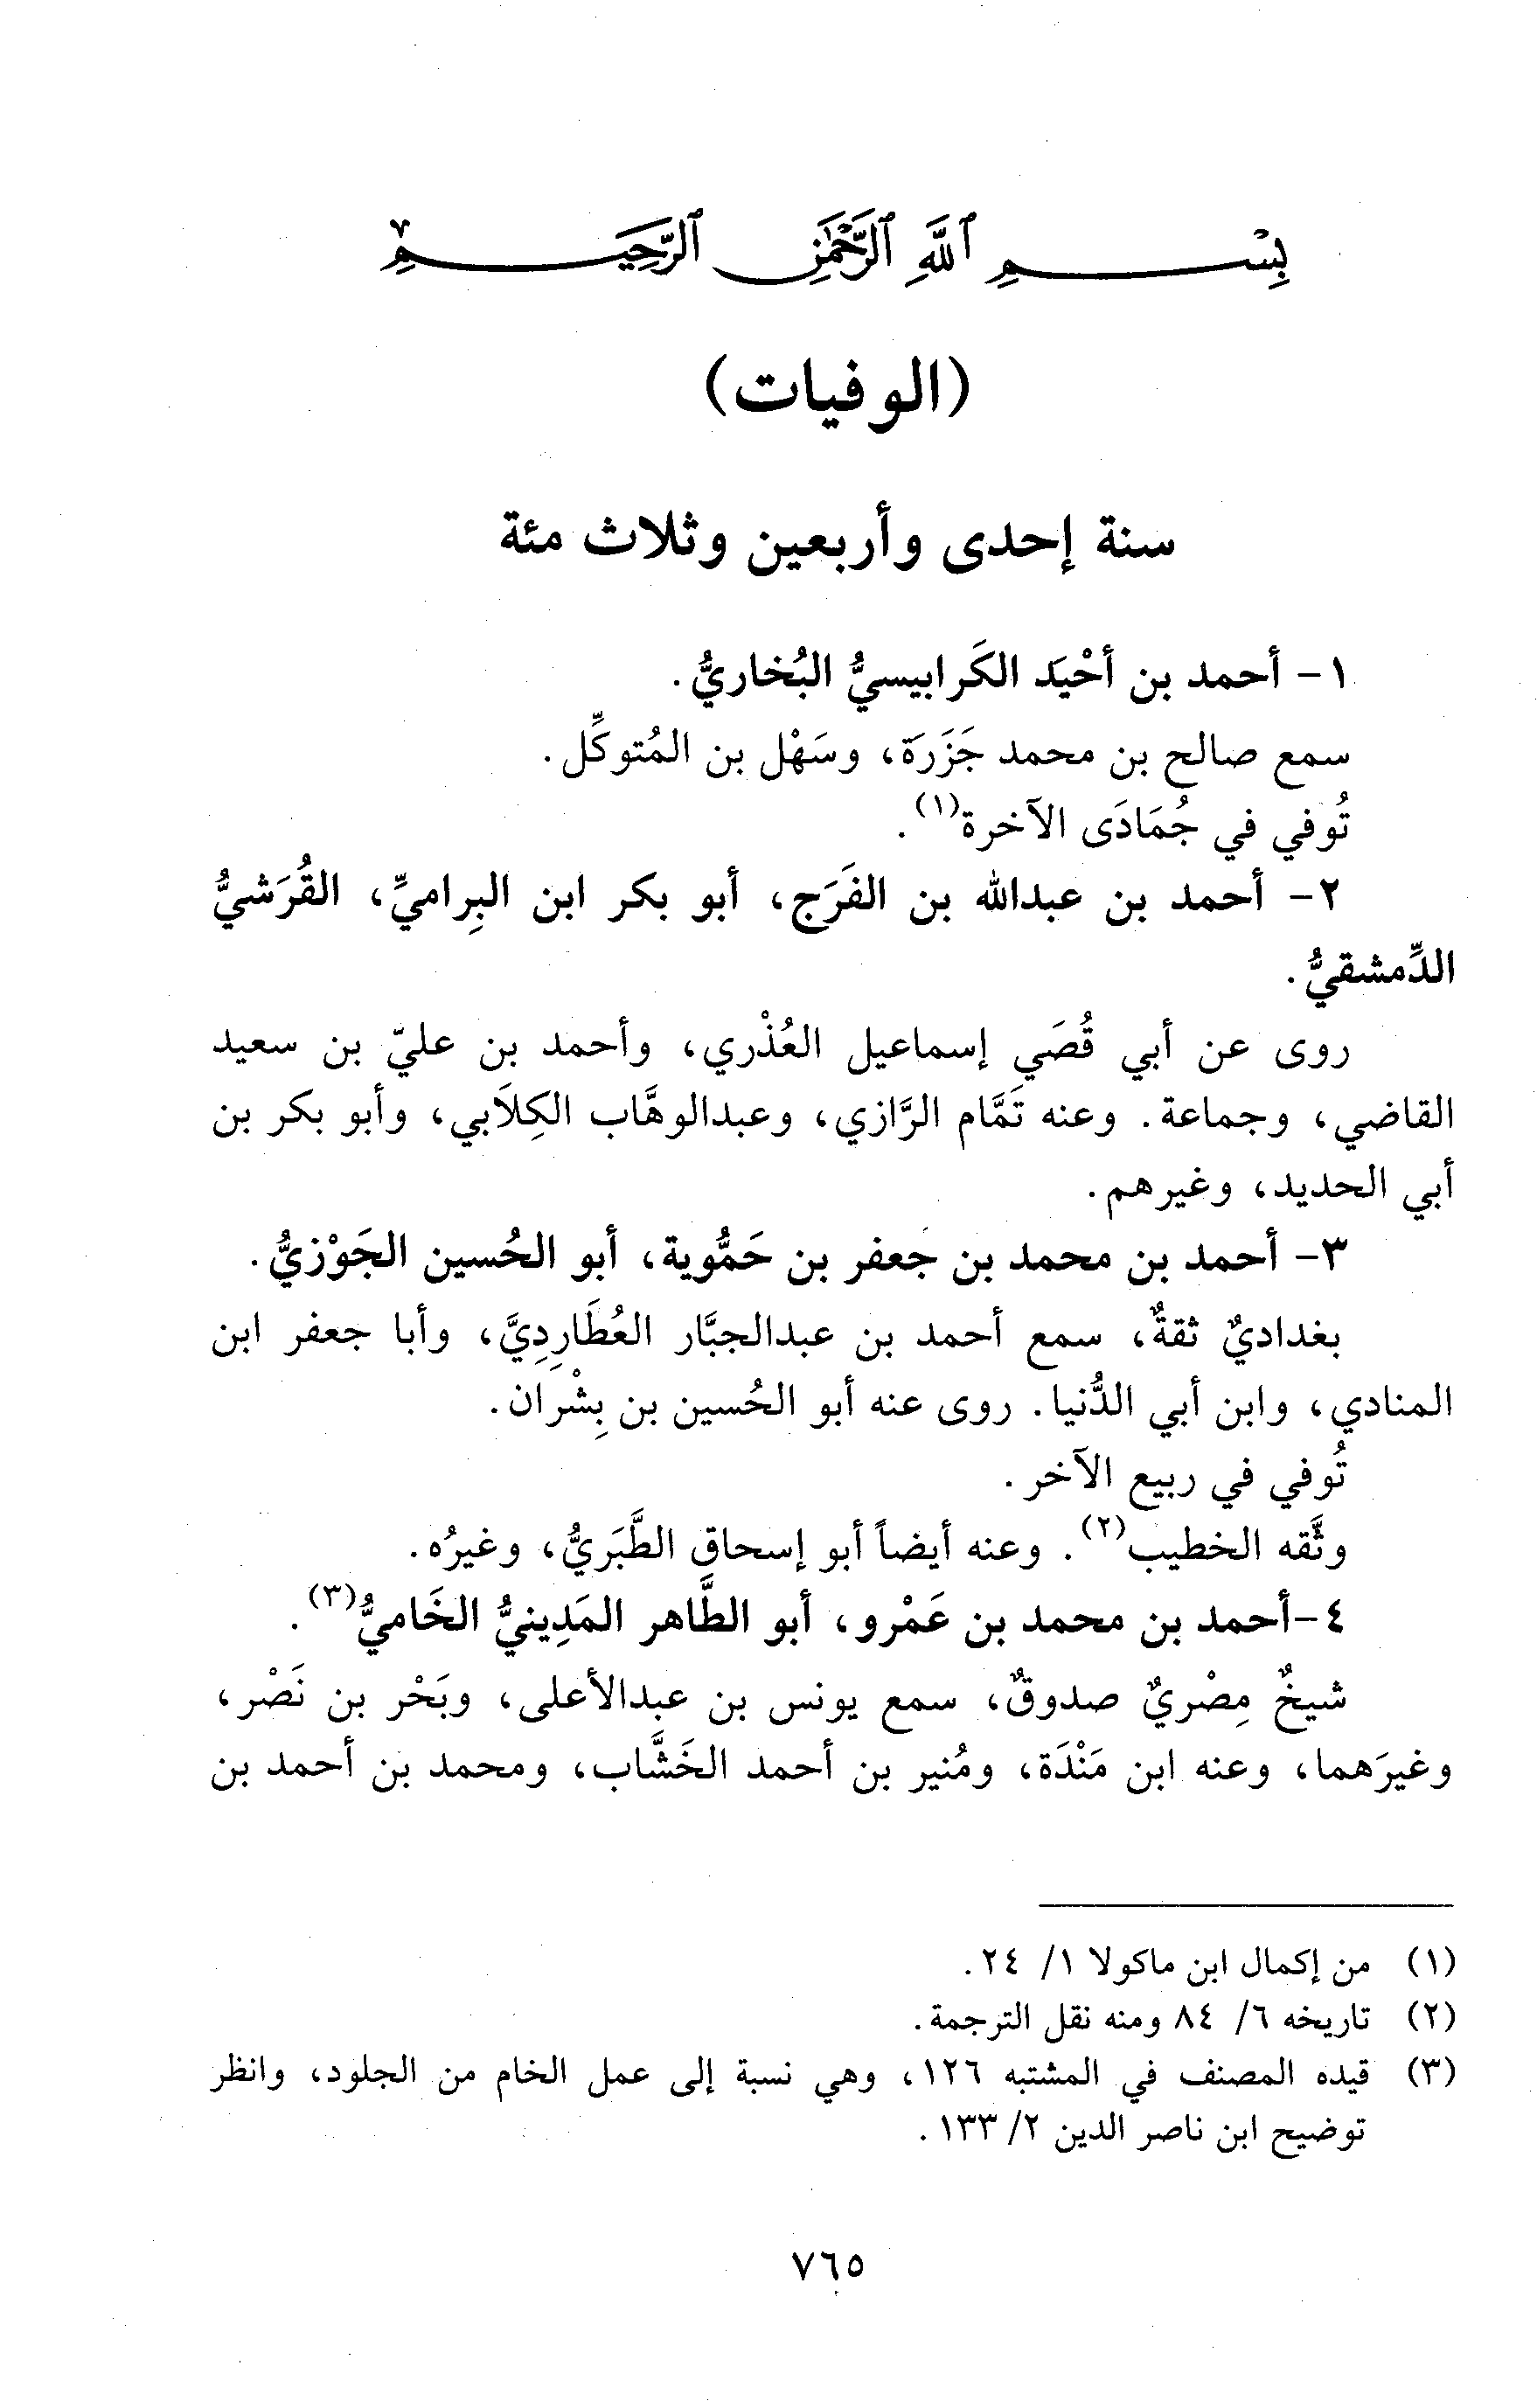 بِسْمِ ٱللَّهِ ٱلرَّحْمَٰنِ ٱلرَّحِيمِ
(الوفيات)
سنة إحدى وأربعين وثلاث مئة
١- أحمد بن أحْيَد الكَرابيسيُّ البُخاريُّ.
سمع صالح بن محمد جَزَرَة، وسَهْل بن المُتوكِّل.
تُوفي في جُمَادَى الآخرة(١).
٢- أحمد بن عبدالله بن الفَرَج، أبو بكر ابن البِراميِّ، القُرَشيُّ
الدِّمشقيُّ.
روى عن أبي قُصَي إسماعيل العُذْري، وأحمد بن عليّ بن سعيد
القاضي، وجماعة. وعنه تَمَّام الرَّازي، وعبدالوهَّاب الكِلَابي، وأبو بكر بن
أبي الحديد، وغيرهم.
٣- أحمد بن محمد بن جعفر بن حَمُّوية، أبو الحُسين الجَوْزيُّ.
بغداديٌ ثقةٌ، سمع أحمد بن عبدالجبَّار العُطَارِدِيَّ، وأبا جعفر ابن
المنادي، وابن أبي الدُّنيا. روى عنه أبو الحُسين بن بِشْران.
تُوفي في ربيع الآخر.
وثَّقه الخطيب(٢). وعنه أيضاً أبو إسحاق الطَّبَريُّ، وغيرُه.
٤-أحمد بن محمد بن عَمْرو، أبو الطَّاهر المَدِينيُّ الخَاميُّ(٣).
شيخٌ مِصْريٌ صدوقٌ، سمع يونس بن عبدالأعلى، وبَحْر بن نَصْر،
وغيرَهما، وعنه ابن مَنْدَة، ومُنير بن أحمد الخَشَّاب، ومحمد بن أحمد بن
(١) من إكمال ابن ماكولا ١/ ٢٤.
(٢) تاريخه ٦/ ٨٤ ومنه نقل الترجمة.
(٣) قيده المصنف في المشتبه ١٢٦، وهي نسبة إلى عمل الخام من الجلود، وانظر
توضيح ابن ناصر الدين ٢/ ١٣٣.
٧٦٥